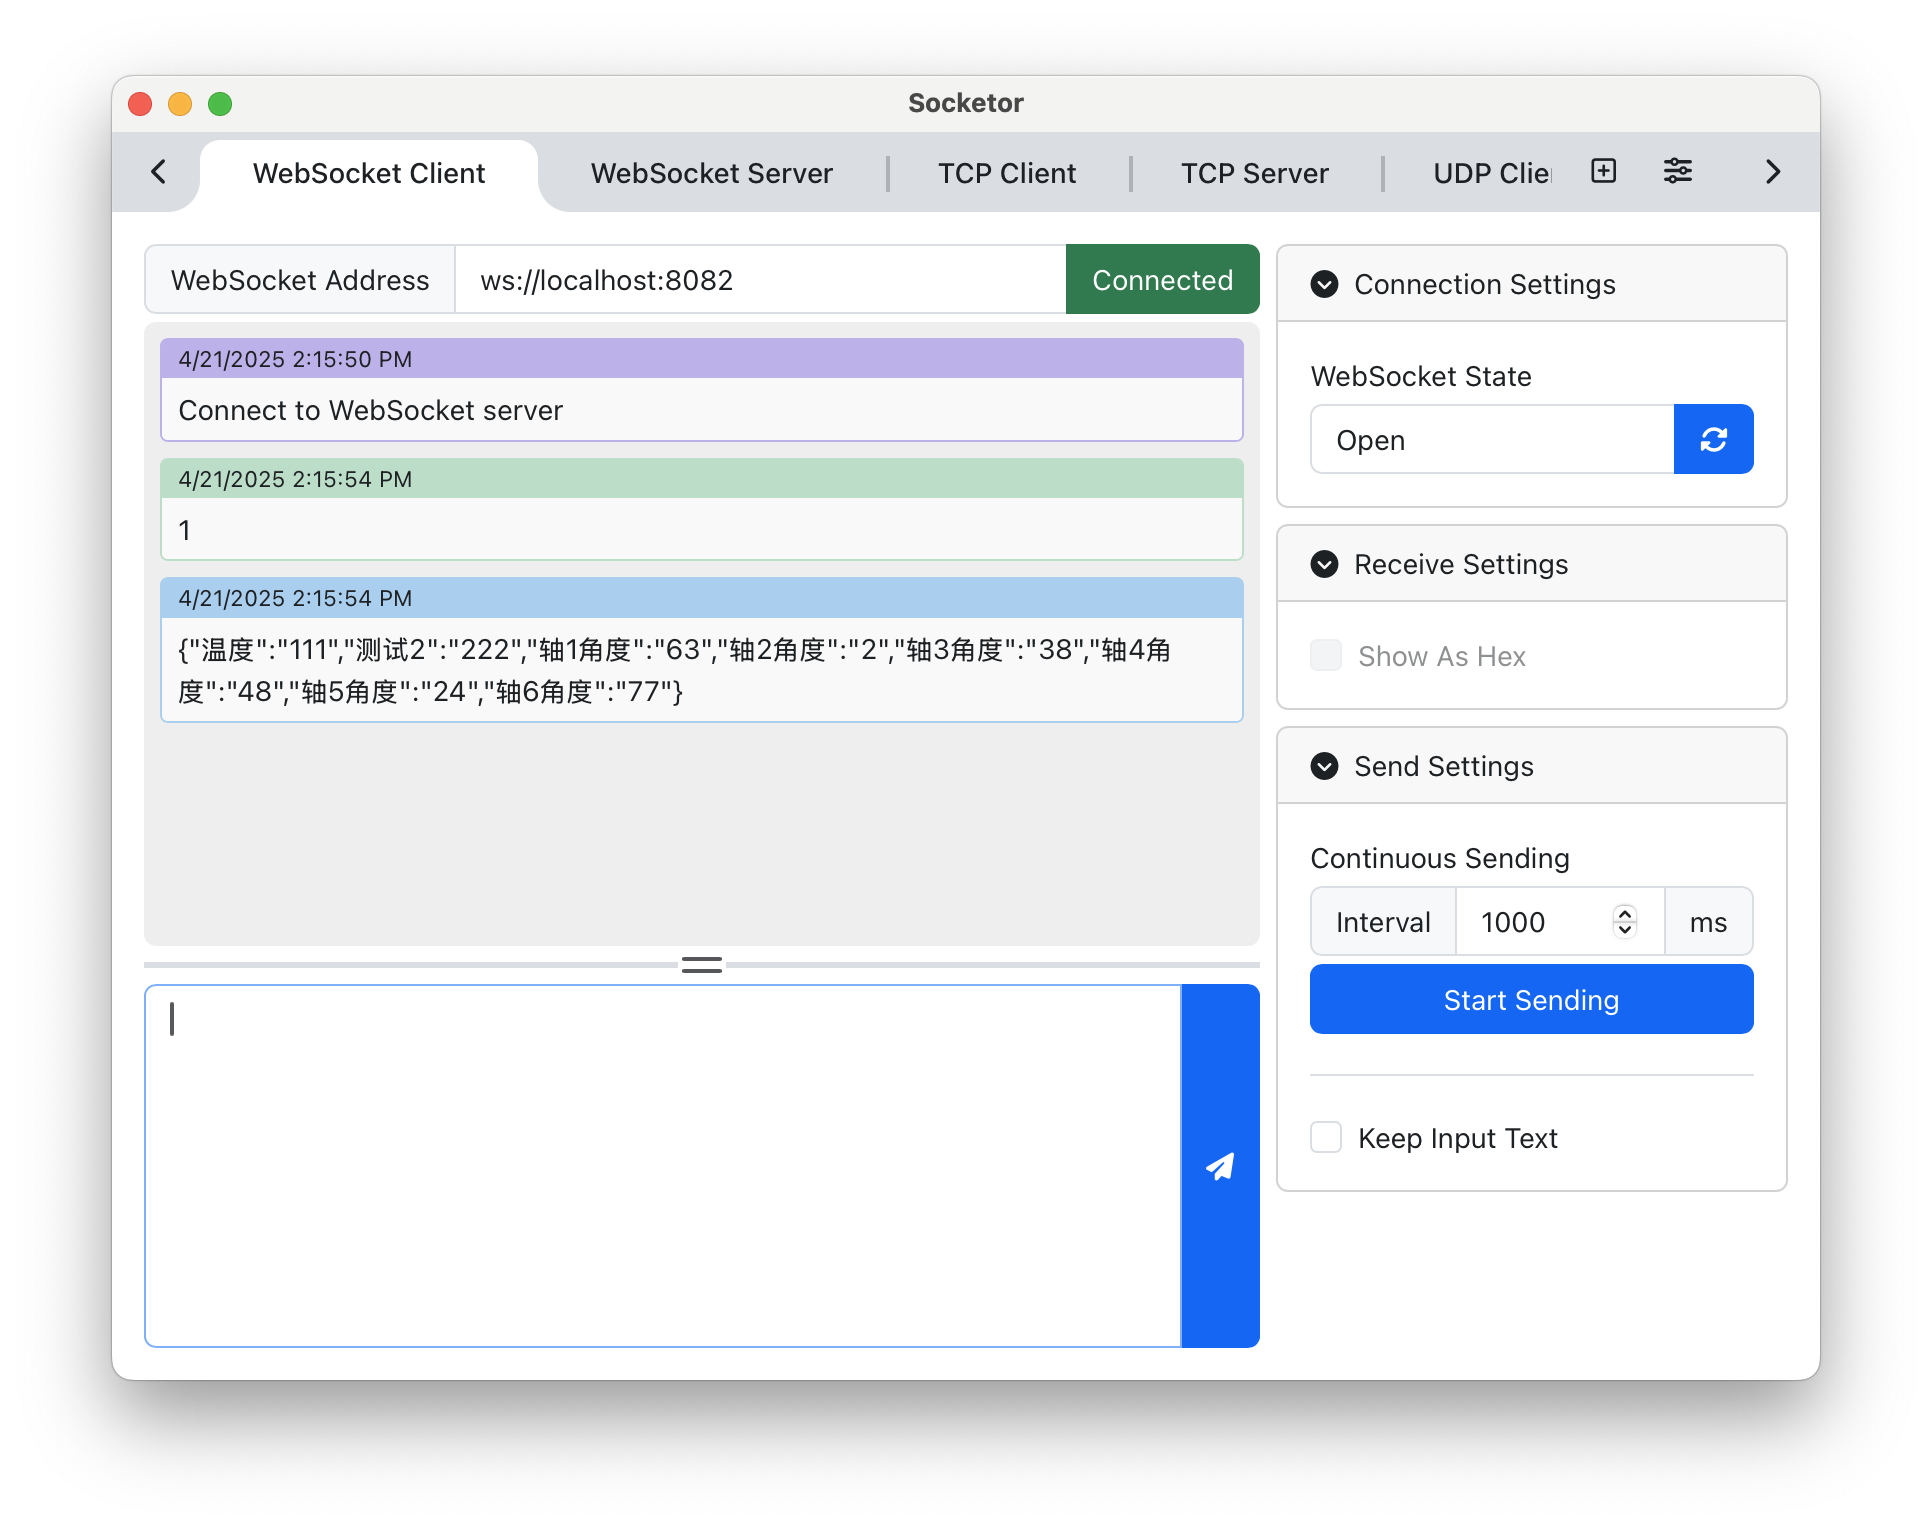 Socketor
WebSocket Client
WebSocket Server
TCP Client
TCP Server
UDP Clie
WebSocket Address
ws://localhost:8082
Connected
4/21/2025 2:15:50 PM
Connect to WebSocket server
4/21/2025 2:15:54 PM
1
4/21/2025 2:15:54 PM
{"温度":"111","测试2":"222","轴1角度":"63","轴2角度":"2","轴3角度":"38","轴4角
度":"48","轴5角度":"24","轴6角度":"77"}
Connection Settings
WebSocket State
Open
Receive Settings
Show As Hex
Send Settings
Continuous Sending
Interval
1000
ms
Start Sending
Keep Input Text